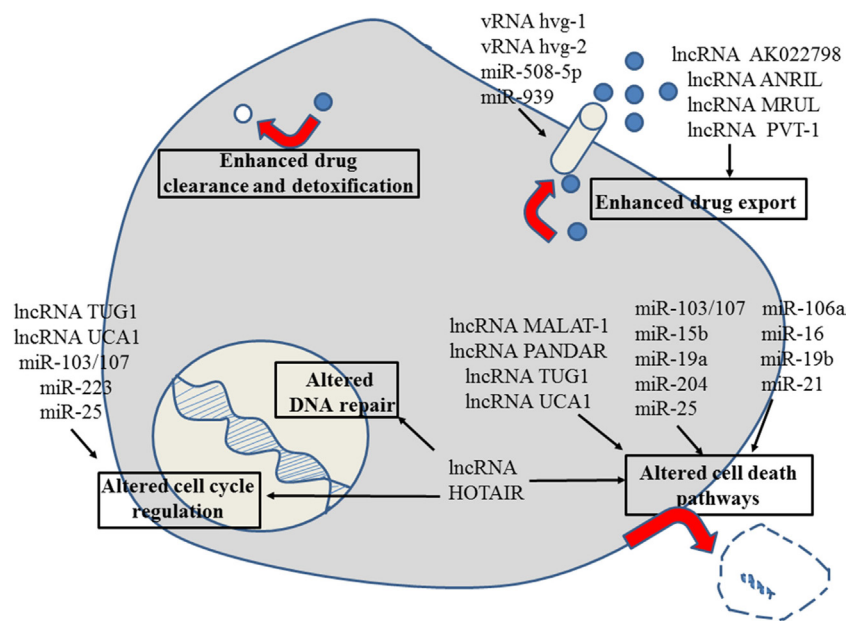 vRNA hvg-1
vRNA hvg-2
miR-508-5p
miR-939
lncRNA AK022798
lncRNA ANRIL
lncRNA MRUL
lncRNA PVT-1
Enhanced drug
clearance and detoxification
Enhanced drug export
lncRNA TUG1
lncRNA UCA1
miR-103/107
miR-223
miR-25
Altered
DNA repair
lncRNA MALAT-1
lncRNA PANDAR
lncRNA TUG1
lncRNA UCA1
miR-103/107
miR-15b
miR-19a
miR-204
miR-25
miR-106a
miR-16
miR-19b
miR-21
Altered cell cycle
regulation
lncRNA
HOTAIR
Altered cell death
pathways